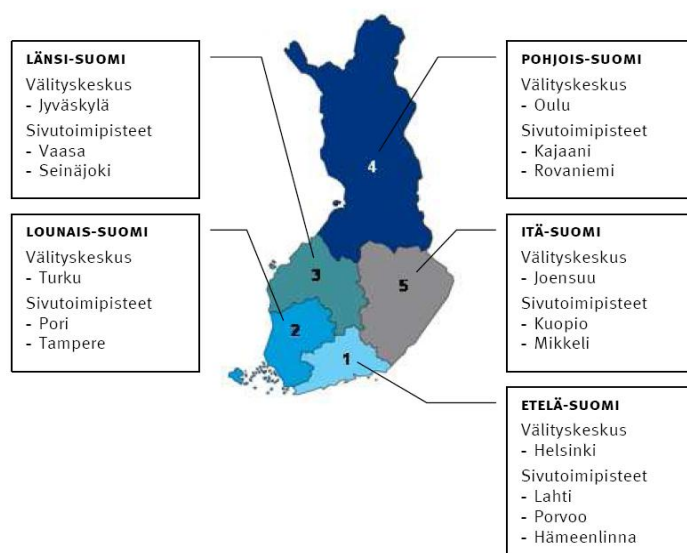 LÄNSI-SUOMI
Välityskeskus
- Jyväskylä
Sivutoimipisteet
- Vaasa
- Seinäjoki
LOUNAIS-SUOMI
Välityskeskus
- Turku
Sivutoimipisteet
- Pori
- Tampere
4
3
5
2
1
POHJOIS-SUOMI
Välityskeskus
- Oulu
Sivutoimipisteet
- Kajaani
- Rovaniemi
ITÄ-SUOMI
Välityskeskus
- Joensuu
Sivutoimipisteet
- Kuopio
- Mikkeli
ETELÄ-SUOMI
Välityskeskus
- Helsinki
Sivutoimipisteet
- Lahti
- Porvoo
- Hämeenlinna